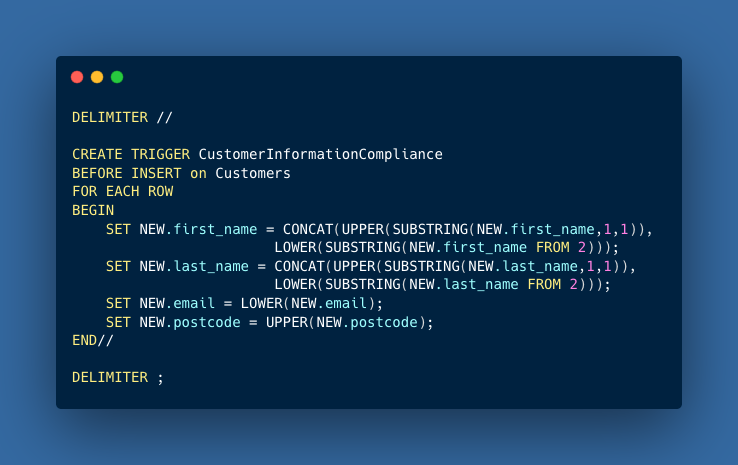 DELIMITER //
CREATE TRIGGER CustomerInformationCompliance
BEFORE INSERT on Customers
FOR EACH ROW
BEGIN
SET NEW.first_name = CONCAT(UPPER(SUBSTRING(NEW.first_name,1,1)),
LOWER(SUBSTRING(NEW.first_name FROM 2)));
SET NEW.last_name = CONCAT(UPPER(SUBSTRING(NEW.last_name,1,1)),
LOWER(SUBSTRING(NEW.last_name FROM 2)));
SET NEW.email = LOWER(NEW.email);
SET NEW.postcode = UPPER(NEW.postcode);
END//
DELIMITER ;